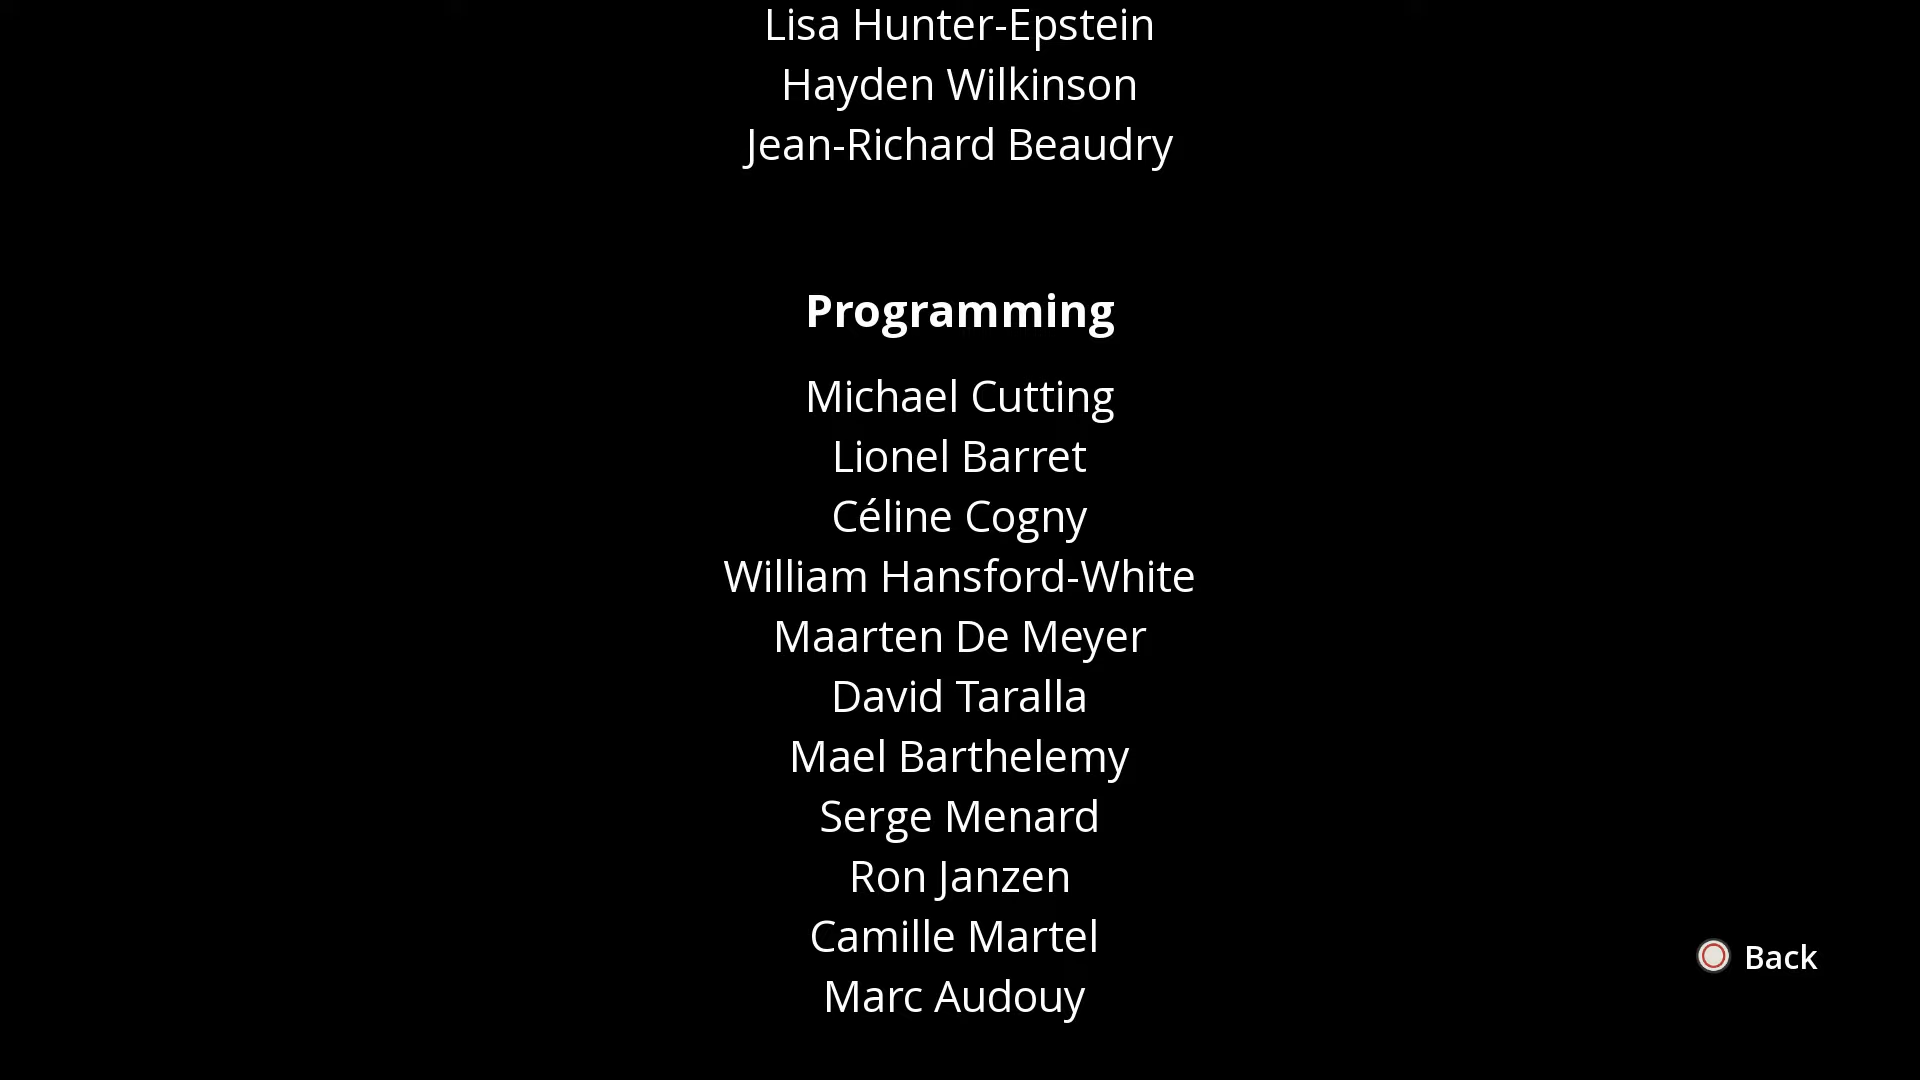 Lisa Hunter-Epstein
Hayden Wilkinson
Jean-Richard Beaudry
Programming
Michael Cutting
Lionel Barret
Céline Cogny
William Hansford-White
Maarten De Meyer
David Taralla
Mael Barthelemy
Serge Menard
Ron Janzen
Camille Martel
Marc Audouy
Back